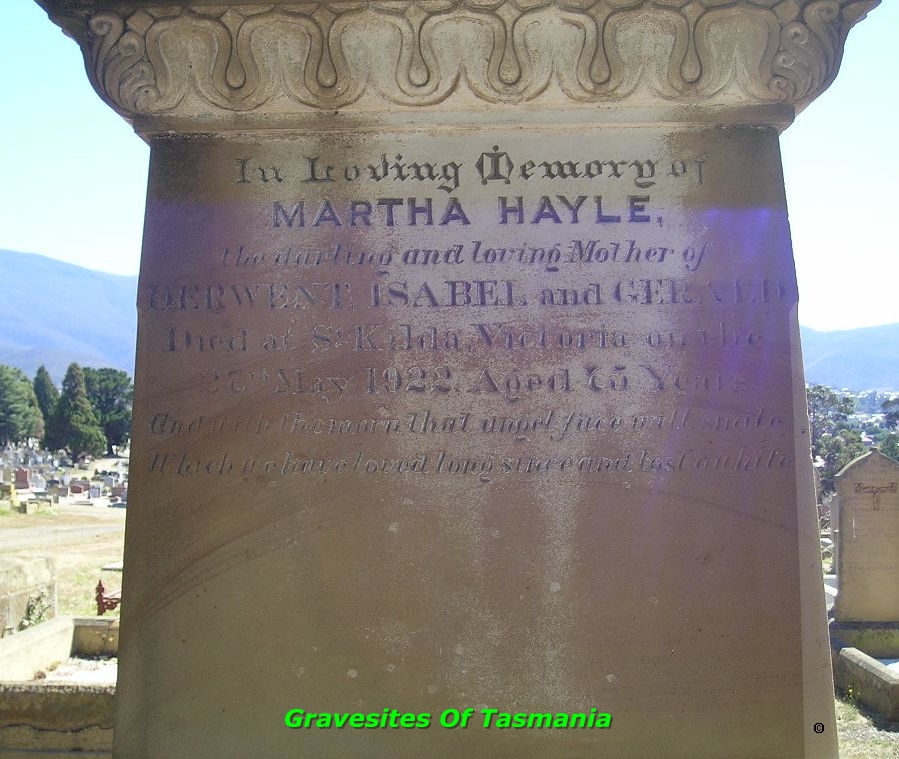 In Loving Memory of
MARTHA HAYLE,
the darling and loving Mother of
DERWENT, ISABEL and GERALD
Died at St. Kilda, Victoria on the
May 1922. Aged Years
And with the morn that angel face will smile
Which we have loved long since and lost awhile
Gravesites Of Tasmania
©